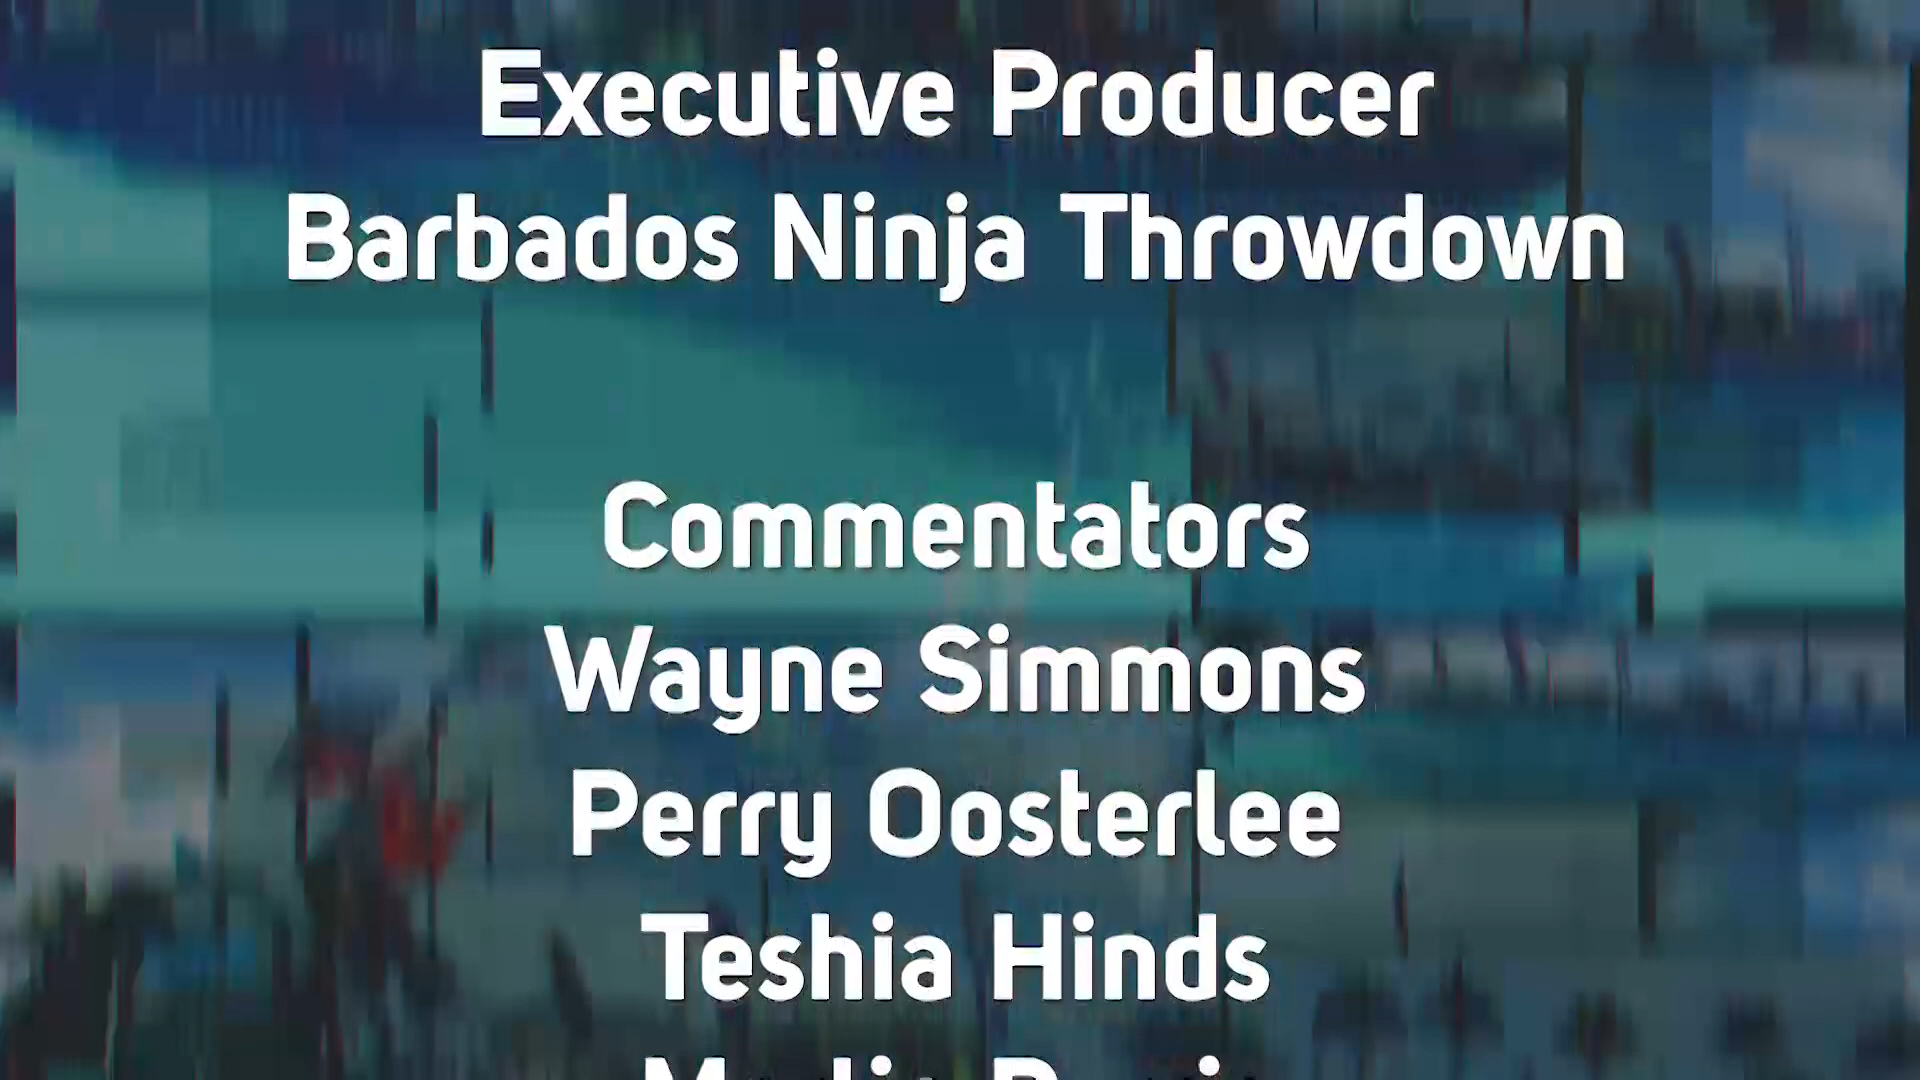 Executive Producer
Barbados Ninja Throwdown
Commentators
Wayne Simmons
Perry Oosterlee
Teshia Hinds